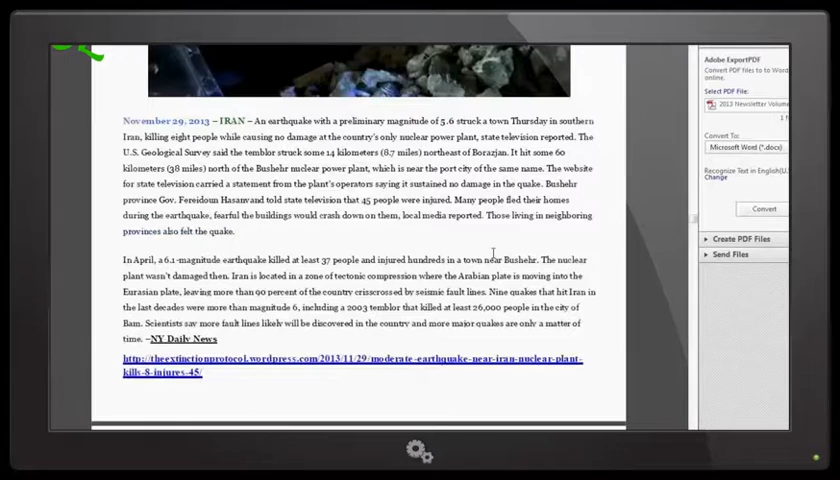 November 29, 2013 – IRAN – An earthquake with a preliminary magnitude of 5.6 struck a town Thursday in southern
Iran, killing eight people while causing no damage at the country's only nuclear power plant, state television reported. The
U.S. Geological Survey said the temblor struck some 14 kilometers (8.7 miles) northeast of Borazjan. It hit some 60
kilometers (38 miles) north of the Bushehr nuclear power plant, which is near the port city of the same name. The website
for state television carried a statement from the plant's operators saying it sustained no damage in the quake. Bushehr
province Gov. Fereidoun Hasanvand told state television that 45 people were injured. Many people fled their homes
during the earthquake, fearful the buildings would crash down on them, local media reported. Those living in neighboring
provinces also felt the quake.
In April, a 6.1-magnitude earthquake killed at least 37 people and injured hundreds in a town near Bushehr. The nuclear
plant wasn't damaged then. Iran is located in a zone of tectonic compression where the Arabian plate is moving into the
Eurasian plate, leaving more than 90 percent of the country crisscrossed by seismic fault lines. Nine quakes that hit Iran in
the last decades were more than magnitude 6, including a 2003 temblor that killed at least 26,000 people in the city of
Bam. Scientists say more fault lines likely will be discovered in the country and more major quakes are only a matter of
time. –NY Daily News
http://theextinctionprotocol.wordpress.com/2013/11/29/moderate-earthquake-near-iran-nuclear-plant-
kills-8-injures-45/
Adobe ExportPDF
Convert PDF files to Word
online.
Select PDF File:
2013 Newsletter Volume
Convert To:
Microsoft Word (*.docx)
Recognize Text in English(U.
Change
Convert
Create PDF Files
Send Files